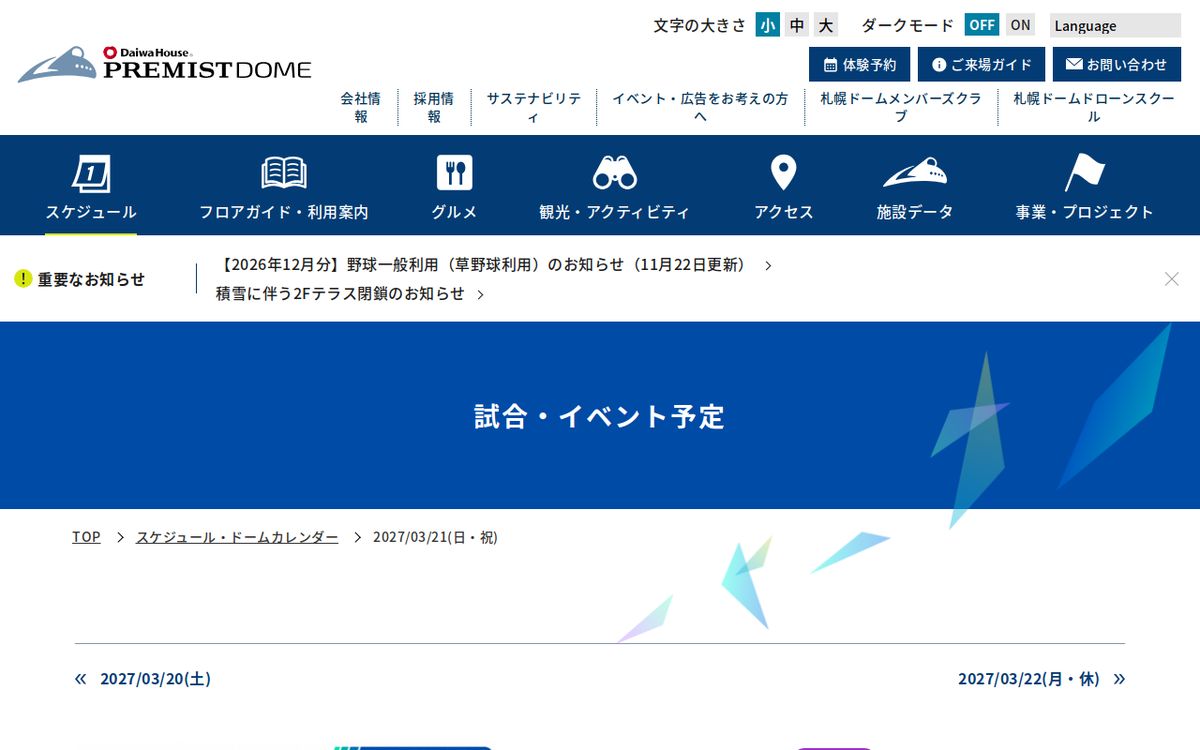 文字の大きさ 小 中 大 ダークモード OFF ON Language
DaiwaHouse
PREMIST DOME
体験予約 ご来場ガイド お問い合わせ
会社情報 採用情報 サステナビリティ イベント・広告をお考えの方へ 札幌ドームメンバーズクラブ 札幌ドームドローンスクール
スケジュール フロアガイド・利用案内 グルメ 観光・アクティビティ アクセス 施設データ 事業・プロジェクト
重要なお知らせ
【2026年12月分】野球一般利用（草野球利用）のお知らせ（11月22日更新）
積雪に伴う2Fテラス閉鎖のお知らせ
試合・イベント予定
TOP スケジュール・ドームカレンダー 2027/03/21(日・祝)
2027/03/20(土) 2027/03/22(月・休)